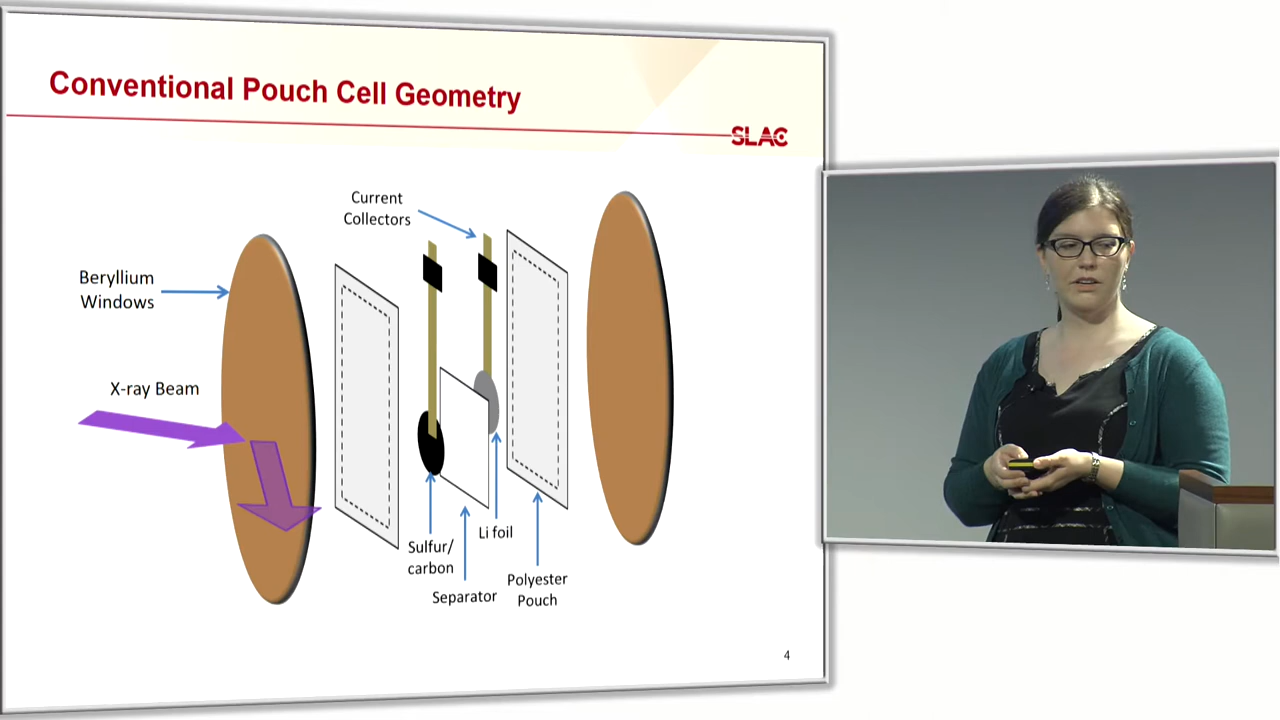 Conventional Pouch Cell Geometry
SLAC
Current
Collectors
Beryllium
Windows
X-ray Beam
Sulfur/
carbon
Li foil
Separator
Polyester
Pouch
4